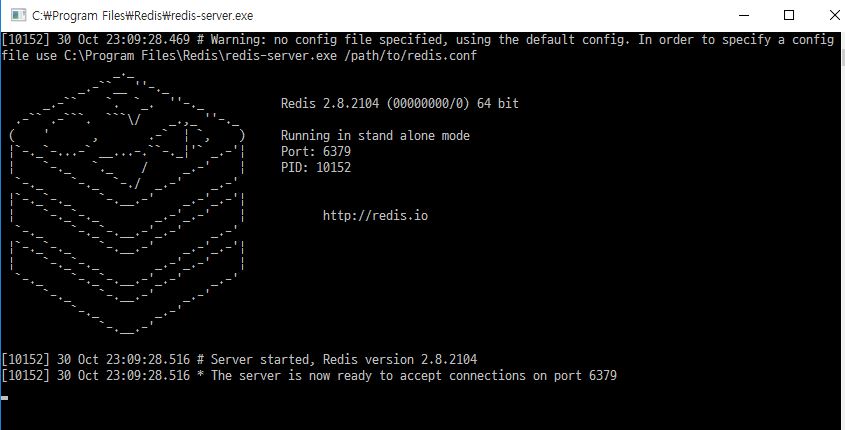 C:₩Program Files₩Redis₩redis-server.exe
[10152] 30 Oct 23:09:28.469 # Warning: no config file specified, using the default config. In order to specify a config
file use C:\Program Files\Redis\redis-server.exe /path/to/redis.conf
Redis 2.8.2104 (00000000/0) 64 bit
Running in stand alone mode
Port: 6379
PID: 10152
http://redis.io
[10152] 30 Oct 23:09:28.516 # Server started, Redis version 2.8.2104
[10152] 30 Oct 23:09:28.516 * The server is now ready to accept connections on port 6379